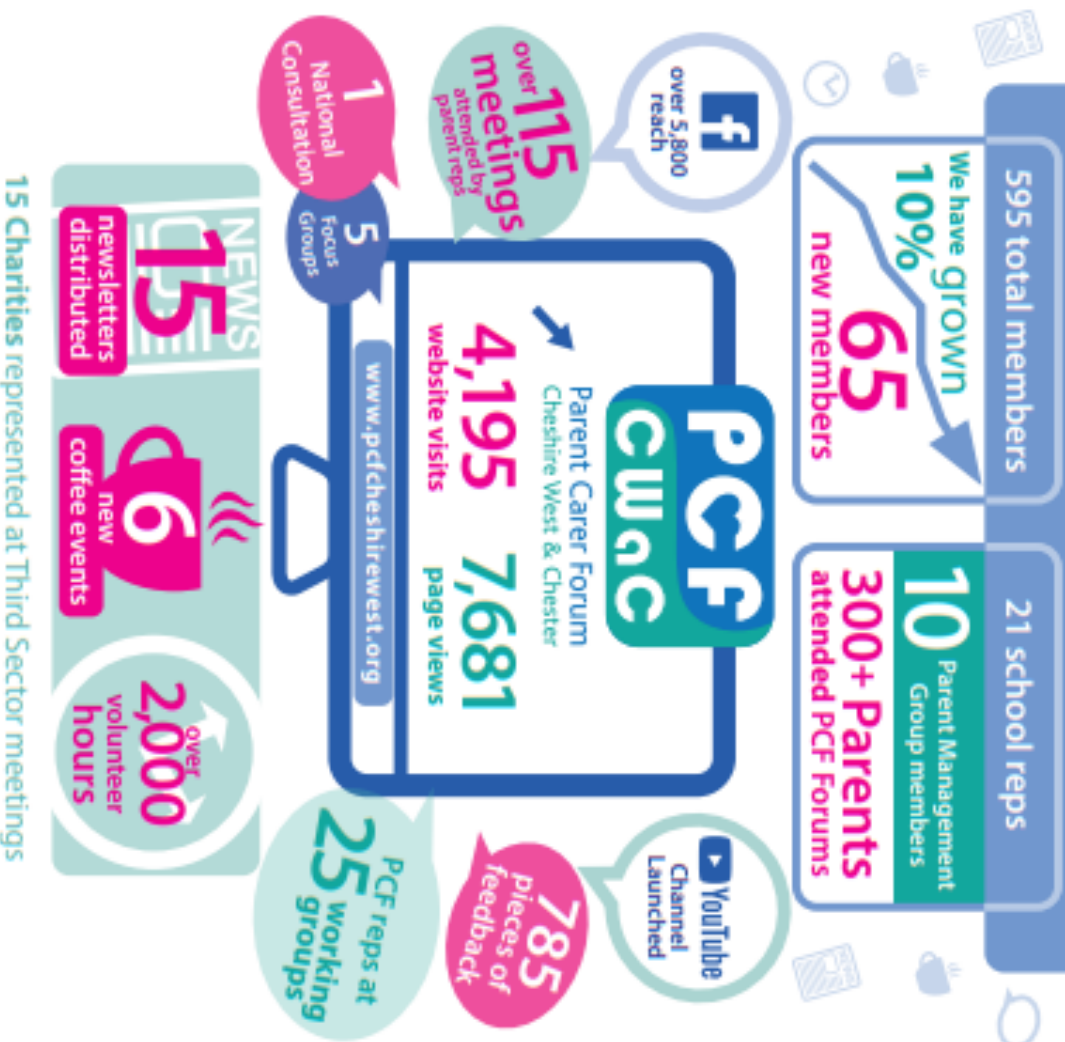 595 total members
21 school reps
We have grown
10%
65
new members
10 Parent Management
Group members
300+ Parents
attended PCF Forums
over 5,800
reach
YouTube
Channel
Launched
PCF
CWaC
over 115
meetings
attended by
parent reps
Parent Carer Forum
Cheshire West & Chester
4,195
website visits
7,681
page views
785
pieces of
feedback
1
National
Consultation
5
Focus
Groups
www.pcfcheshirewest.org
PCF reps at
25 working
groups
NEWS
15
newsletters
distributed
6
new
coffee events
over
2,000
volunteer
hours
15 Charities represented at Third Sector meetings